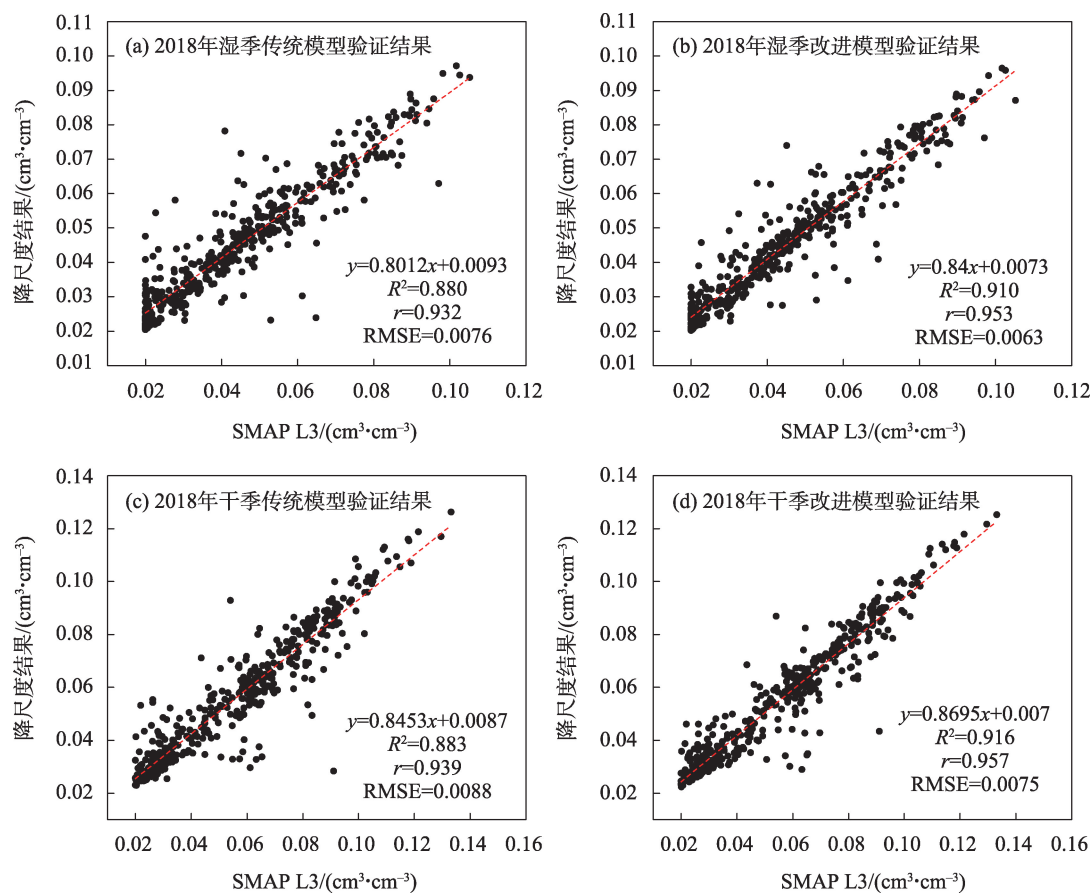 (a) 2018年湿季传统模型验证结果
0.11
0.10
0.09
0.08
0.07
0.06
0.05
0.04
0.03
0.02
0.01
降尺度结果/(cm³·cm⁻³)
y=0.8012x+0.0093
R²=0.880
r=0.932
RMSE=0.0076
0.02 0.04 0.06 0.08 0.10 0.12
SMAP L3/(cm³·cm⁻³)
(b) 2018年湿季改进模型验证结果
0.11
0.10
0.09
0.08
0.07
0.06
0.05
0.04
0.03
0.02
0.01
降尺度结果/(cm³·cm⁻³)
y=0.84x+0.0073
R²=0.910
r=0.953
RMSE=0.0063
0.02 0.04 0.06 0.08 0.10 0.12
SMAP L3/(cm³·cm⁻³)
(c) 2018年干季传统模型验证结果
0.14
0.12
0.10
0.08
0.06
0.04
0.02
降尺度结果/(cm³·cm⁻³)
y=0.8453x+0.0087
R²=0.883
r=0.939
RMSE=0.0088
0.02 0.04 0.06 0.08 0.10 0.12 0.14 0.16
SMAP L3/(cm³·cm⁻³)
(d) 2018年干季改进模型验证结果
0.14
0.12
0.10
0.08
0.06
0.04
0.02
降尺度结果/(cm³·cm⁻³)
y=0.8695x+0.007
R²=0.916
r=0.957
RMSE=0.0075
0.02 0.04 0.06 0.08 0.10 0.12 0.14 0.16
SMAP L3/(cm³·cm⁻³)